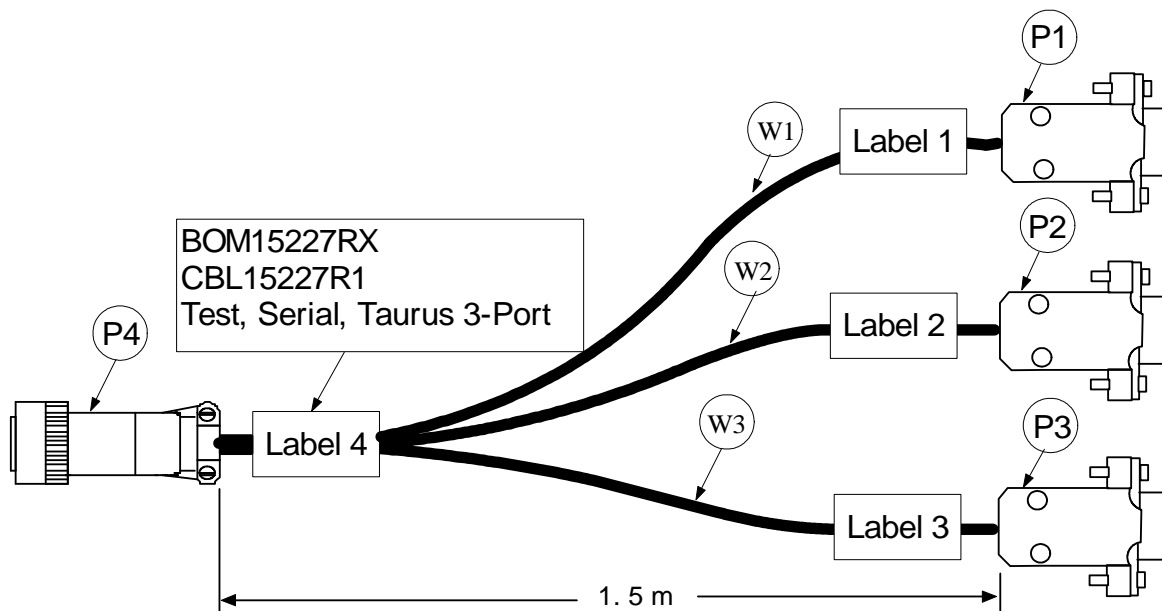 P1
W1
Label 1
P2
BOM15227RX
CBL15227R1
Test, Serial, Taurus 3-Port
W2
P4
Label 2
P3
W3
Label 4
Label 3
1. 5 m